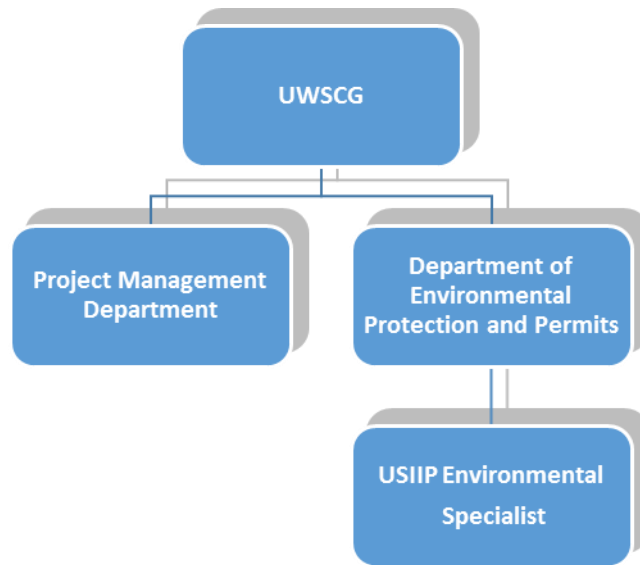 UWSCG
Project Management
Department
Department of
Environmental
Protection and Permits
USIIP Environmental
Specialist